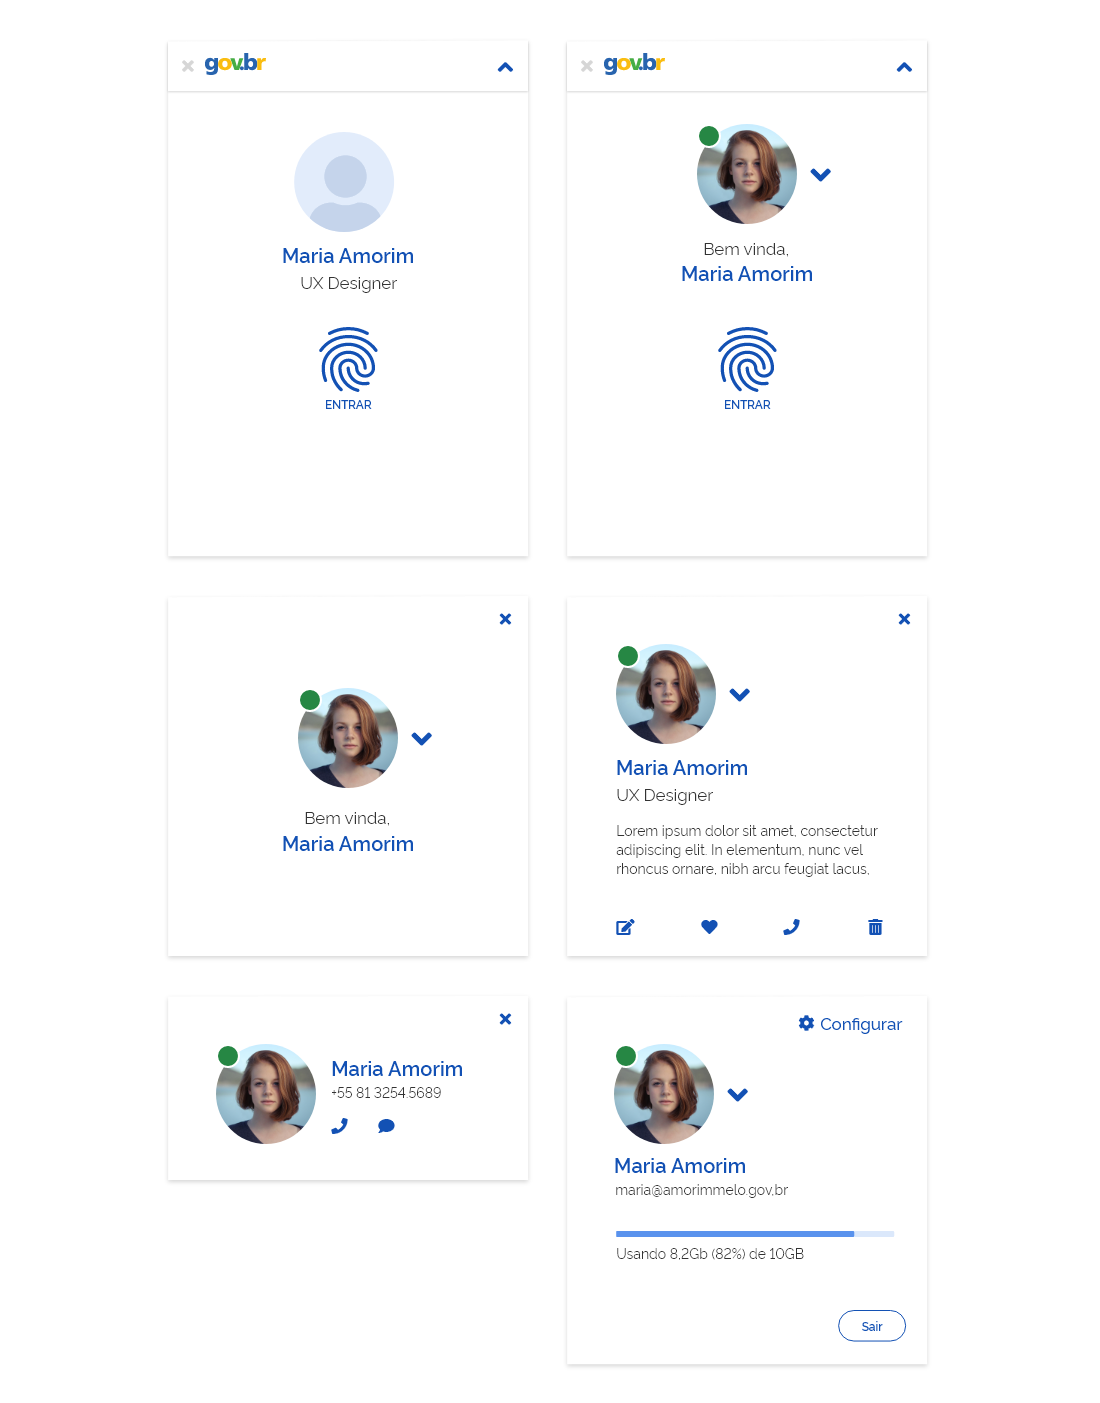 gov.br
Maria Amorim
UX Designer
ENTRAR
gov.br
Bem vinda,
Maria Amorim
ENTRAR
Bem vinda,
Maria Amorim
Maria Amorim
UX Designer
Lorem ipsum dolor sit amet, consectetur
adipiscing elit. In elementum, nunc vel
rhoncus ornare, nibh arcu feugiat lacus,
Maria Amorim
+55 81 3254.5689
Configurar
Maria Amorim
maria@amorimmelo.gov.br
Usando 8,2Gb (82%) de 10GB
Sair